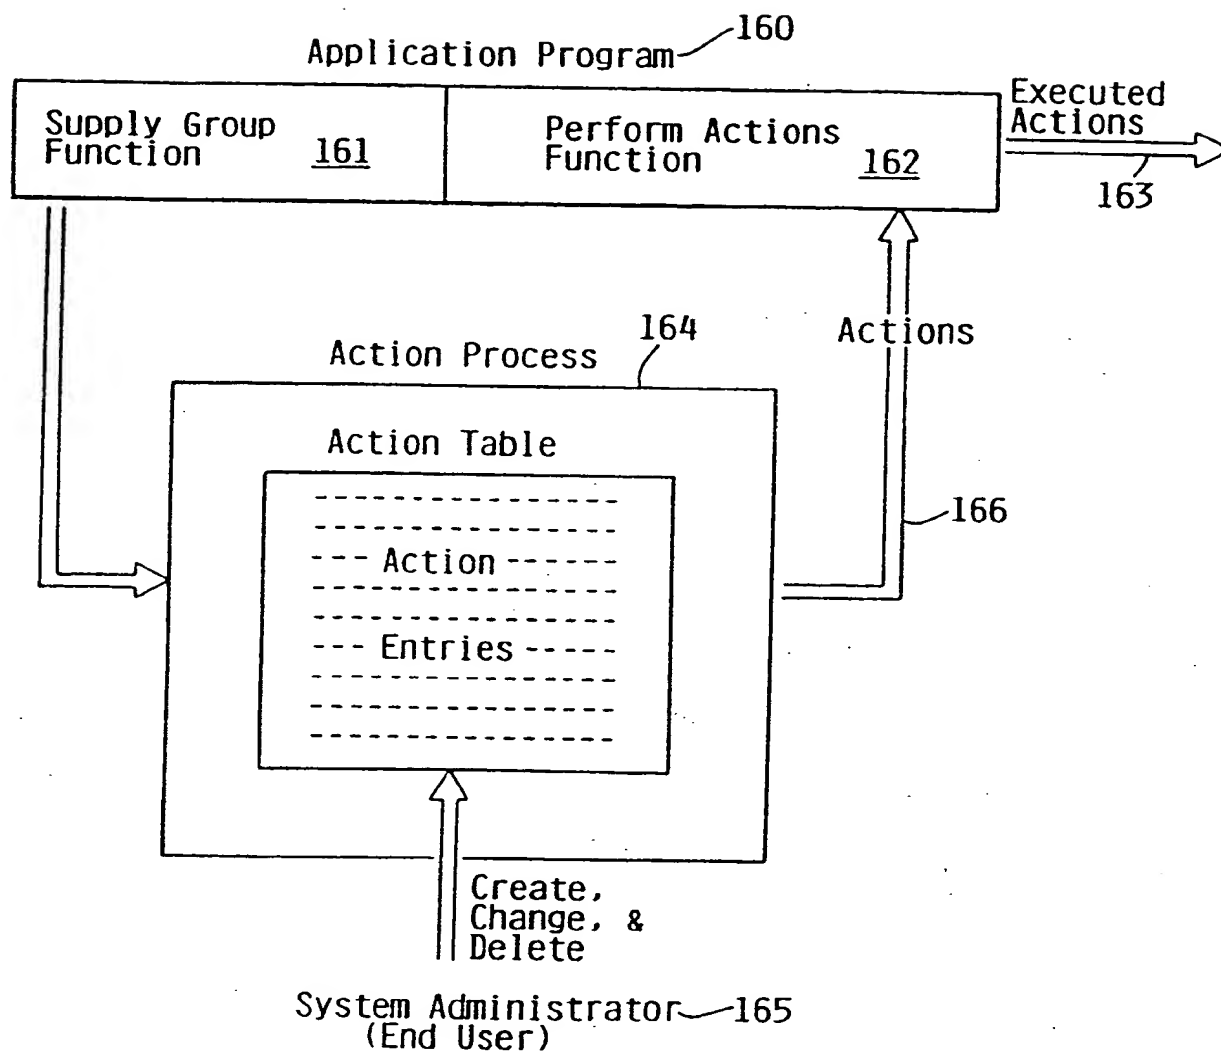 Application Program 160
Supply Group
Function 161
Perform Actions
Function 162
Executed
Actions
163
Actions
Action Process 164
Action Table
Action
Entries
166
Create,
Change, &
Delete
System Administrator 165
(End User)